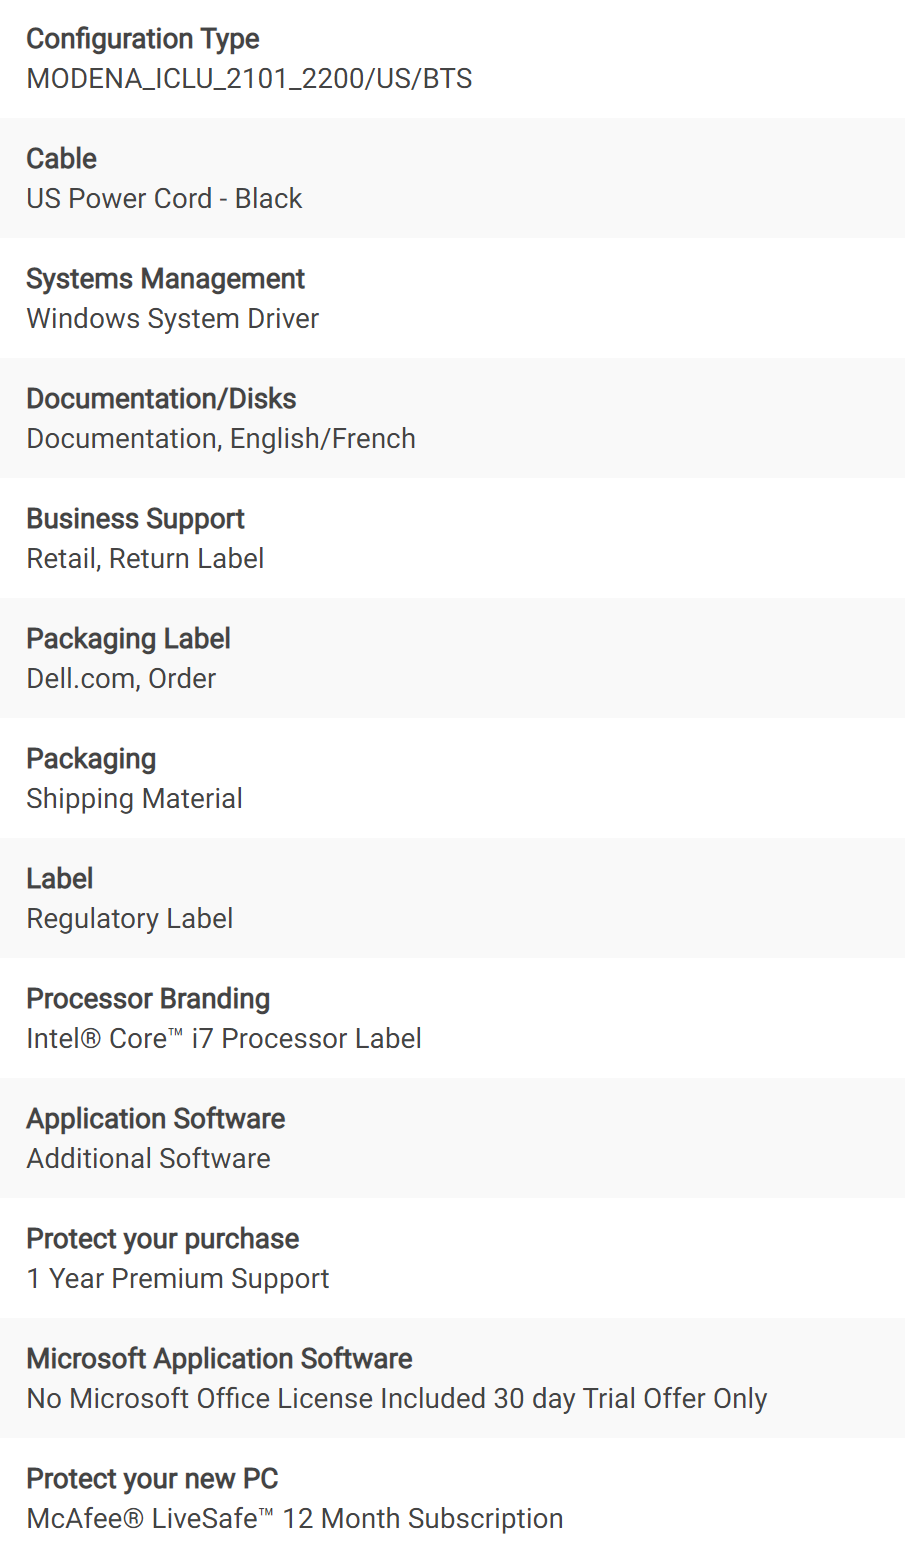 Configuration Type
MODENA_ICLU_2101_2200/US/BTS
Cable
US Power Cord - Black
Systems Management
Windows System Driver
Documentation/Disks
Documentation, English/French
Business Support
Retail, Return Label
Packaging Label
Dell.com, Order
Packaging
Shipping Material
Label
Regulatory Label
Processor Branding
Intel® Core™ i7 Processor Label
Application Software
Additional Software
Protect your purchase
1 Year Premium Support
Microsoft Application Software
No Microsoft Office License Included 30 day Trial Offer Only
Protect your new PC
McAfee® LiveSafe™ 12 Month Subscription